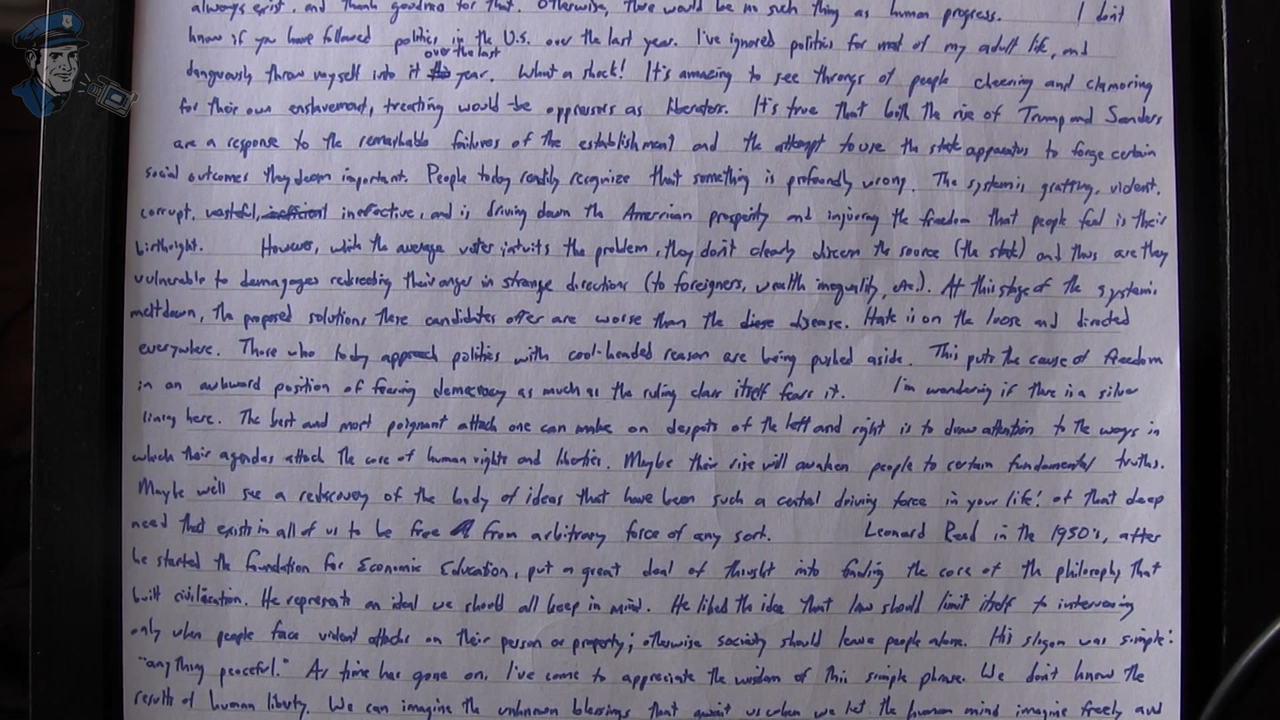 always exist, and thank goodness for that. Otherwise, there would be no such thing as human progress. I don't
know if you have followed politics in the U.S. over the last year. I've ignored politics for most of my adult life, and
over the last
dangerously throw myself into it year. What a shock! It's amazing to see throngs of people cheering and clamoring
for their own enslavement, treating would be oppressors as liberators. It's true that both the rise of Trump and Sanders
are a response to the remarkable failures of the establishment and the attempt to use the state apparatus to forge certain
social outcomes they deem important. People today readily recognize that something is profoundly wrong. The system is grafting, violent,
corrupt, wasteful, inefficient ineffective, and is driving down the American prosperity and injuring the freedom that people feel is their
birthright. However, while the average voter intuits the problem, they don't clearly discern the source (the state) and thus are they
vulnerable to demagogues redirecting their anger in strange directions (to foreigners, wealth inequality, etc.). At this stage of the systemic
meltdown, the proposed solutions these candidates offer are worse than the disese disease. Hate is on the loose and directed
everywhere. Those who today approach politics with cool-headed reason are being pushed aside. This puts the cause of freedom
in an awkward position of fearing democracy as much as the ruling class itself fears it. I'm wondering if there is a silver
lining here. The best and most poignant attack one can make on despots of the left and right is to draw attention to the ways in
which their agendas attack the core of human rights and liberties. Maybe their rise will awaken people to certain fundamental truths.
Maybe we'll see a rediscovery of the body of ideas that have been such a central driving force in your life: of that deep
need that exists in all of us to be free from arbitrary force of any sort. Leonard Read in the 1950's, after
he started the Foundation for Economic Education, put a great deal of thought into finding the core of the philosophy that
built civilization. He represents an ideal we should all keep in mind. He liked the idea that law should limit itself to intervening
only when people face violent attacks on their person or property; otherwise society should leave people alone. His slogan was simple:
"anything peaceful." As time has gone on, I've come to appreciate the wisdom of this simple phrase. We don't know the
results of human liberty. We can imagine the unknown blessings that await us when we let the human mind imagine freely and